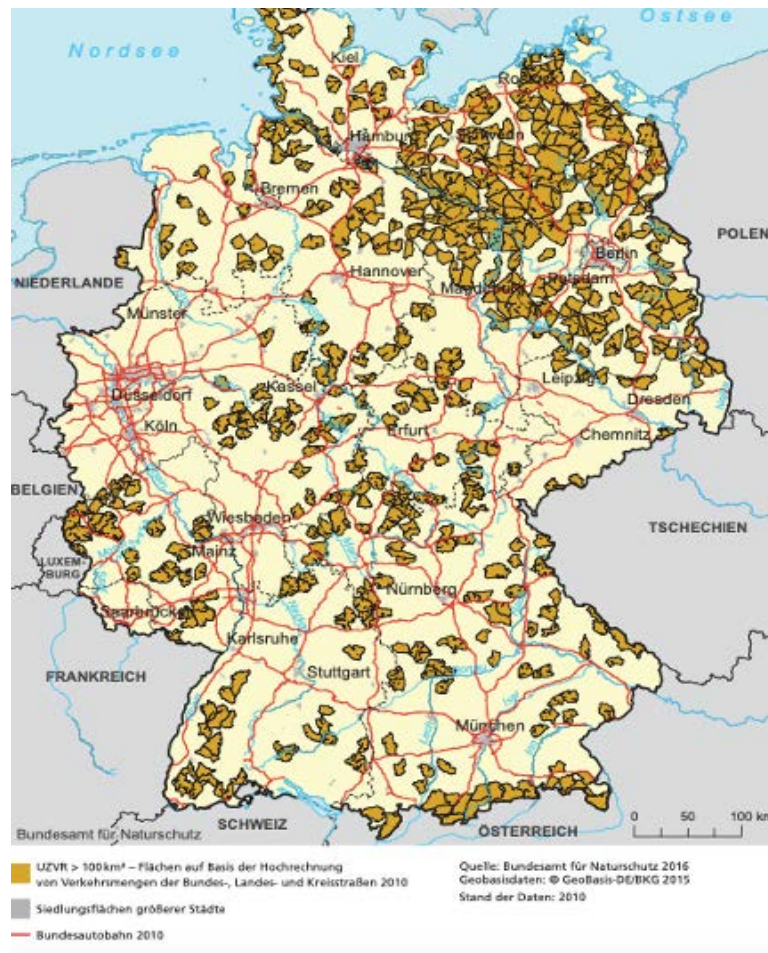 Nordsee
Ostsee
Kiel
Rostock
Hamburg
Schwerin
Bremen
POLEN
Berlin
Hannover
Potsdam
NIEDERLANDE
Magdeburg
Münster
Düsseldorf
Kassel
Leipzig
Dresden
Köln
Erfurt
Chemnitz
BELGIEN
TSCHECHIEN
Wiesbaden
Mainz
LUXEM-
BURG
Nürnberg
Saarbrücken
Karlsruhe
FRANKREICH
Stuttgart
München
0 50 100 km
SCHWEIZ
ÖSTERREICH
Bundesamt für Naturschutz
UZVR > 100 km² – Flächen auf Basis der Hochrechnung
von Verkehrsmengen der Bundes-, Landes- und Kreisstraßen 2010
Siedlungsflächen größerer Städte
Bundesautobahn 2010
Quelle: Bundesamt für Naturschutz 2016
Geobasisdaten: © GeoBasis-DE/BKG 2015
Stand der Daten: 2010